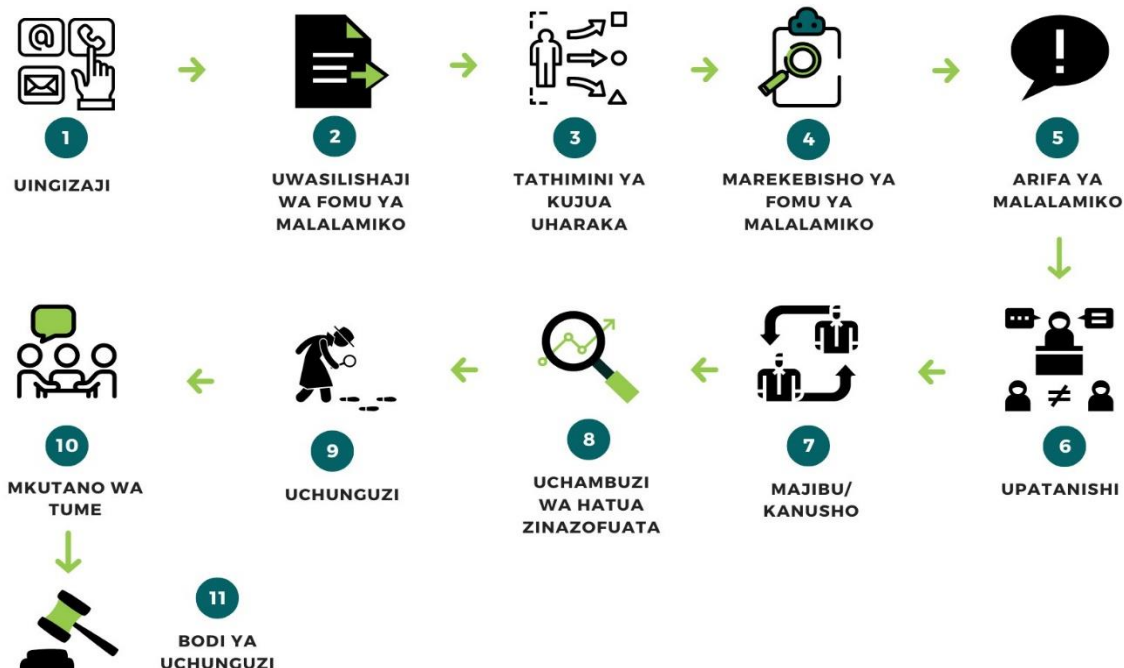 1
UINGIZAJI
2
UWASILISHAJI
WA FOMU YA
MALALAMIKO
3
TATHIMINI YA
KUJUA
UHARAKA
4
MAREKEBISHO YA
FOMU YA
MALALAMIKO
5
ARIFA YA
MALALAMIKO
6
UPATANISHI
7
MAJIBU/
KANUSHO
8
UCHAMBUZI
WA HATUA
ZINAZOFUATA
9
UCHUNGUZI
10
MKUTANO WA
TUME
11
BODI YA
UCHUNGUZI